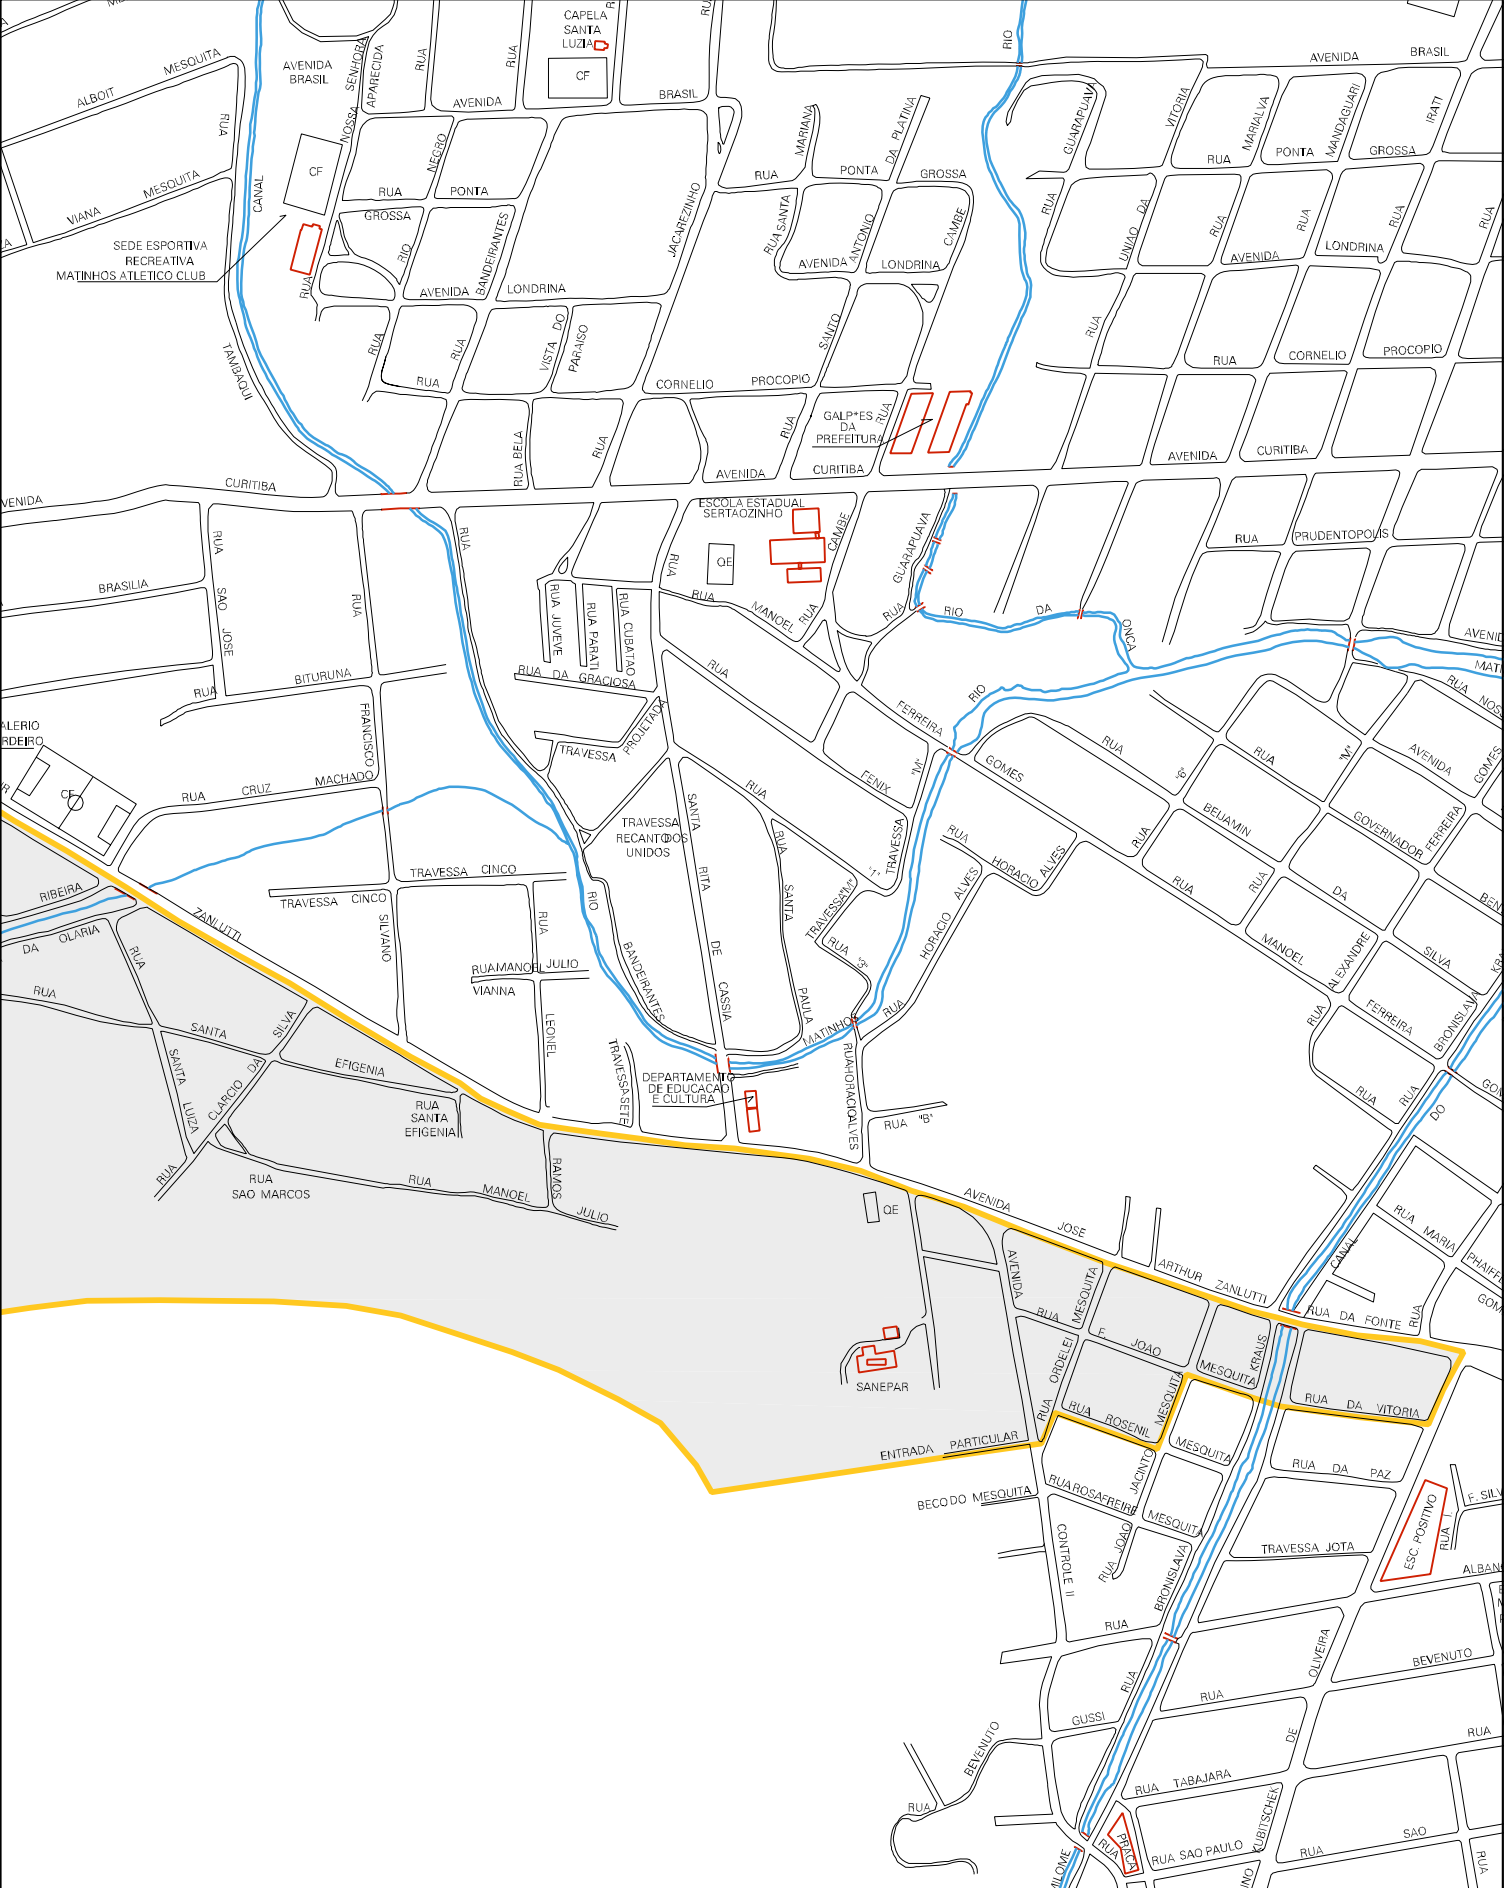 CAPELA
SANTA
LUZIA
CF
RUA
RUA
RIO
AVENIDA BRASIL
MESQUITA
ALBOIT
AVENIDA
BRASIL
NOSSA SENHORA
APARECIDA
AVENIDA
BRASIL
RUA
CANAL
CF
VIANA MESQUITA
NEGRO
RUA PONTA
GROSSA
RIO
BANDEIRANTES
JACAREZINHO
MARIANA
DA PLATINA
RUA PONTA GROSSA
RUA SANTA
ANTONIO
CAMBE
GUARAPUAVA
VITORIA
MARIALVA
MANDAGUARI
IRATI
RUA PONTA GROSSA
RUA
UNIAO DA
RUA
RUA
RUA
RUA
SEDE ESPORTIVA
RECREATIVA
MATINHOS ATLETICO CLUB
RUA
AVENIDA LONDRINA
AVENIDA LONDRINA
AVENIDA
LONDRINA
TAMBAQUI
RUA
RUA
VISTA DO
PARAISO
SANTO
RUA
RUA
CORNELIO PROCOPIO
RUA CORNELIO PROCOPIO
RUA BELA
RUA
RUA
RUA
GALP*ES
DA
PREFEITURA
AVENIDA CURITIBA
AVENIDA CURITIBA
VENIDA
CURITIBA
ESCOLA ESTADUAL
SERTAOZINHO
QE
CAMBE
GUARAPUAVA
RUA PRUDENTOPOLIS
RUA
SAO
JOSE
BRASILIA
RUA
RUA
RUA
RUA JUVEVE
RUA PARATI
RUA CUBATAO
RUA MANOEL
RUA
RUA
RIO DA
ONCA
RUA DA GRACIOSA
RUA
BITURUNA
RUA
FERREIRA
RIO
RUA NOS
AVENIDA
GOMES
FRANCISCO
TRAVESSA
PROJETADA
FENIX
"M"
GOMES
RUA
"6"
RUA
"M"
CF
RUA CRUZ MACHADO
SANTA
RITA
DE
CASSIA
RUA
TRAVESSA
RECANTO DOS
UNIDOS
RUA
SANTA
PAULA
TRAVESSA
RUA
HORACIO
ALVES
RUA
BEIJAMIN
GOVERNADOR
FERREIRA
RIBEIRA
DA OLARIA
ZANLUTTI
TRAVESSA CINCO
TRAVESSA CINCO
SILVANO
RUA
RIO
BANDEIRANTES
"1"
TRAVESSA "M"
RUA "3"
HORACIO ALVES
RUA
RUA
DA
SILVA
MANOEL
ALEXANDRE
RUA
RUA
RUA MANOEL JULIO
VIANNA
LEONEL
MATINHOS
RUA
RUA
FERREIRA
BRONISLAVA
SANTA
SILVA
EFIGENIA
SANTA
LUIZA
CLARCIO DA
RUA
SANTA
EFIGENIA
TRAVESSA SETE
DEPARTAMENTO
DE EDUCACAO
E CULTURA
RUA HORACIO ALVES
RUA "B"
RUA
RUA
DO
RUA
RUA
SAO MARCOS
RUA MANOEL
JULIO
RAMOS
QE
AVENIDA
JOSE
ARTHUR ZANLUTTI
RUA MARIA
CANAL
RUA DA FONTE
RUA
AVENIDA
MESQUITA
RUA
F. JOAO
MESQUITA
KRAUS
ORDELEI
RUA
SANEPAR
RUA ROSENIL
MESQUITA
RUA DA VITORIA
ENTRADA PARTICULAR
MESQUITA
JACINTO
RUA DA PAZ
BECO DO MESQUITA
RUA ROSA FREIRE
MESQUITA
ESC. POSITIVO
F. SILV
RUA I.
CONTROLE II
RUA JOAO
BRONISLAVA
TRAVESSA JOTA
ALBAN
RUA
RUA
OLIVEIRA
BEVENUTO
RUA
GUSSI
BEVENUTO
DE
RUA
RUA TABAJARA
RUA
KUBITSCHEK
RUA
PRACA
RUA SAO PAULO
RUA
SAO
RUA